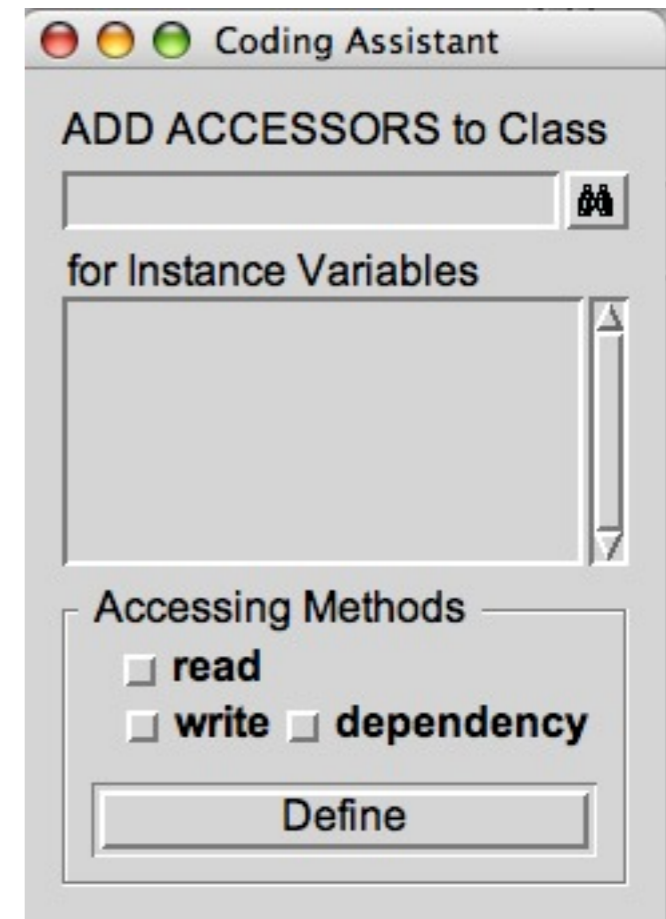 Coding Assistant
ADD ACCESSORS to Class
for Instance Variables
Accessing Methods
read
write dependency
Define